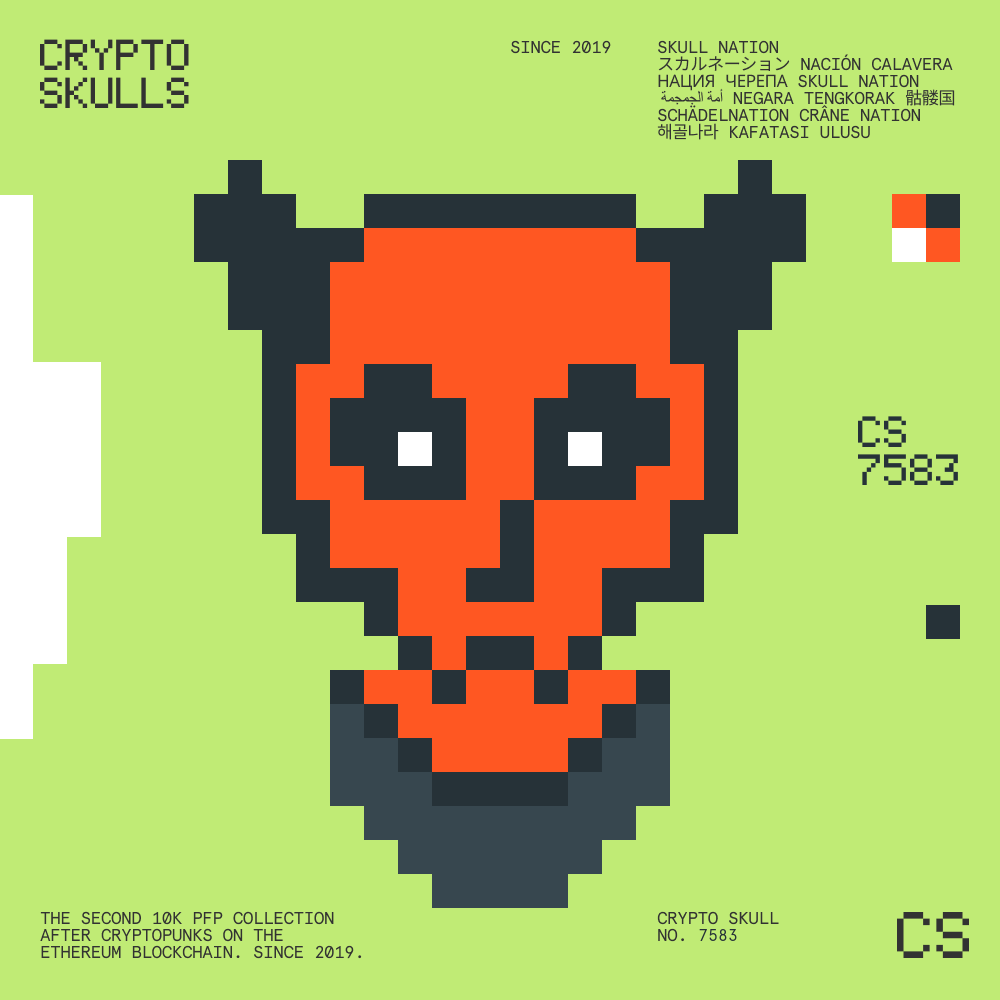 CRYPTO
SKULLS
SINCE 2019
SKULL NATION
スカルネーション NACIÓN CALAVERA
НАЦИЯ ЧЕРЕПА SKULL NATION
أمة الجمجمة NEGARA TENGKORAK 骷髅国
SCHÄDELNATION CRÂNE NATION
해골나라 KAFATASI ULUSU
CS
7583
THE SECOND 10K PFP COLLECTION
AFTER CRYPTOPUNKS ON THE
ETHEREUM BLOCKCHAIN. SINCE 2019.
CRYPTO SKULL
NO. 7583
CS